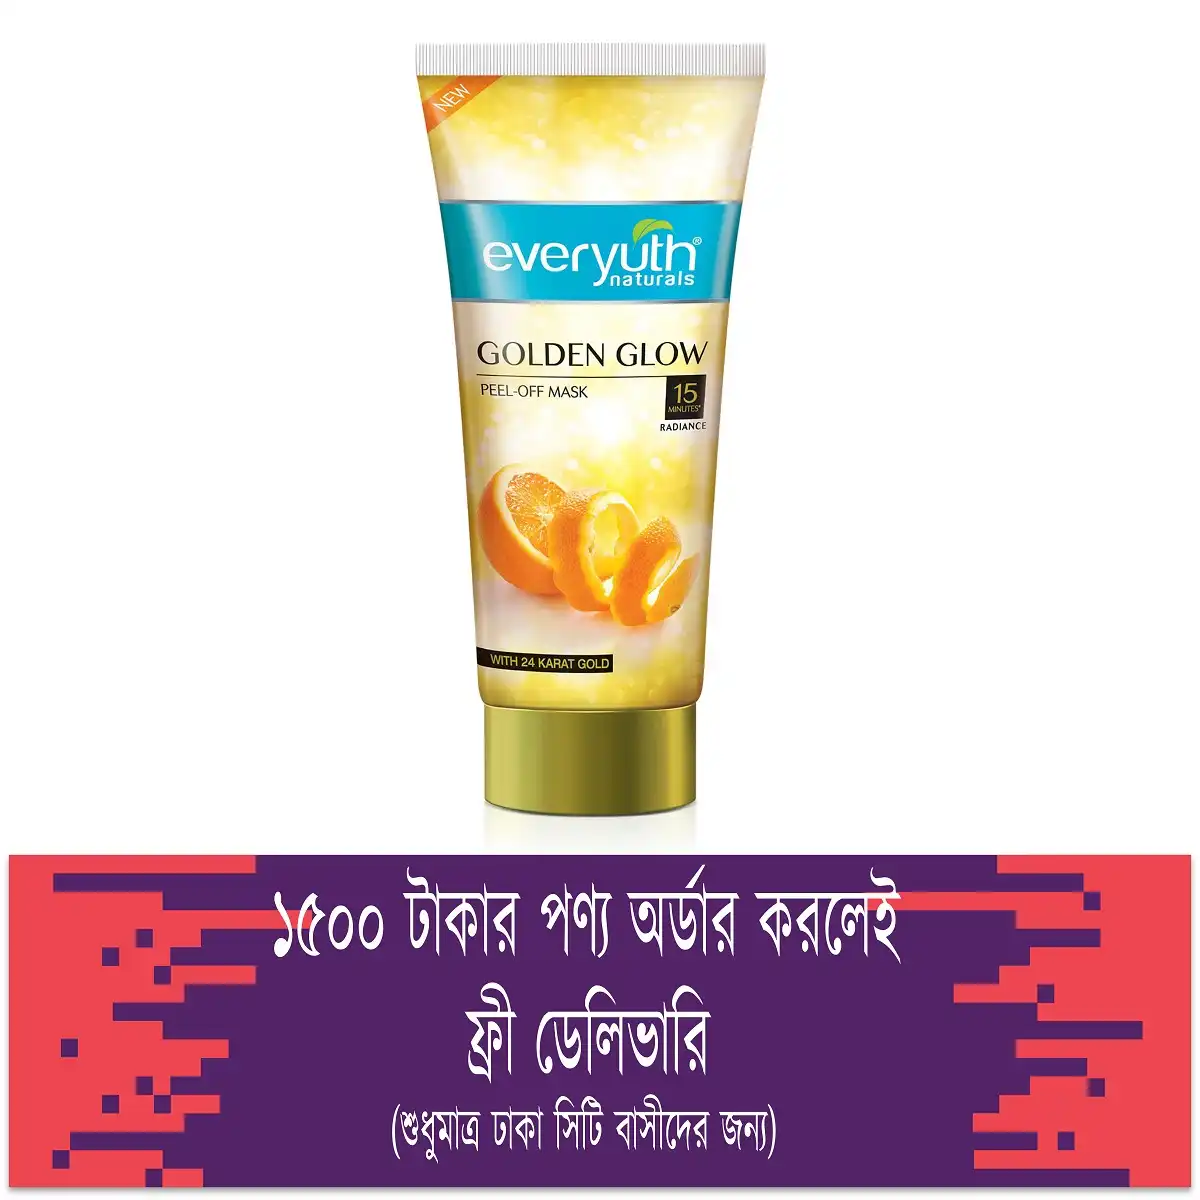 NEW
everyuth®
naturals
GOLDEN GLOW
PEEL-OFF MASK
15
MINUTES*
RADIANCE
WITH 24 KARAT GOLD
১৫০০ টাকার পণ্য অর্ডার করলেই
ফ্রী ডেলিভারি
(শুধুমাত্র ঢাকা সিটি বাসীদের জন্য)